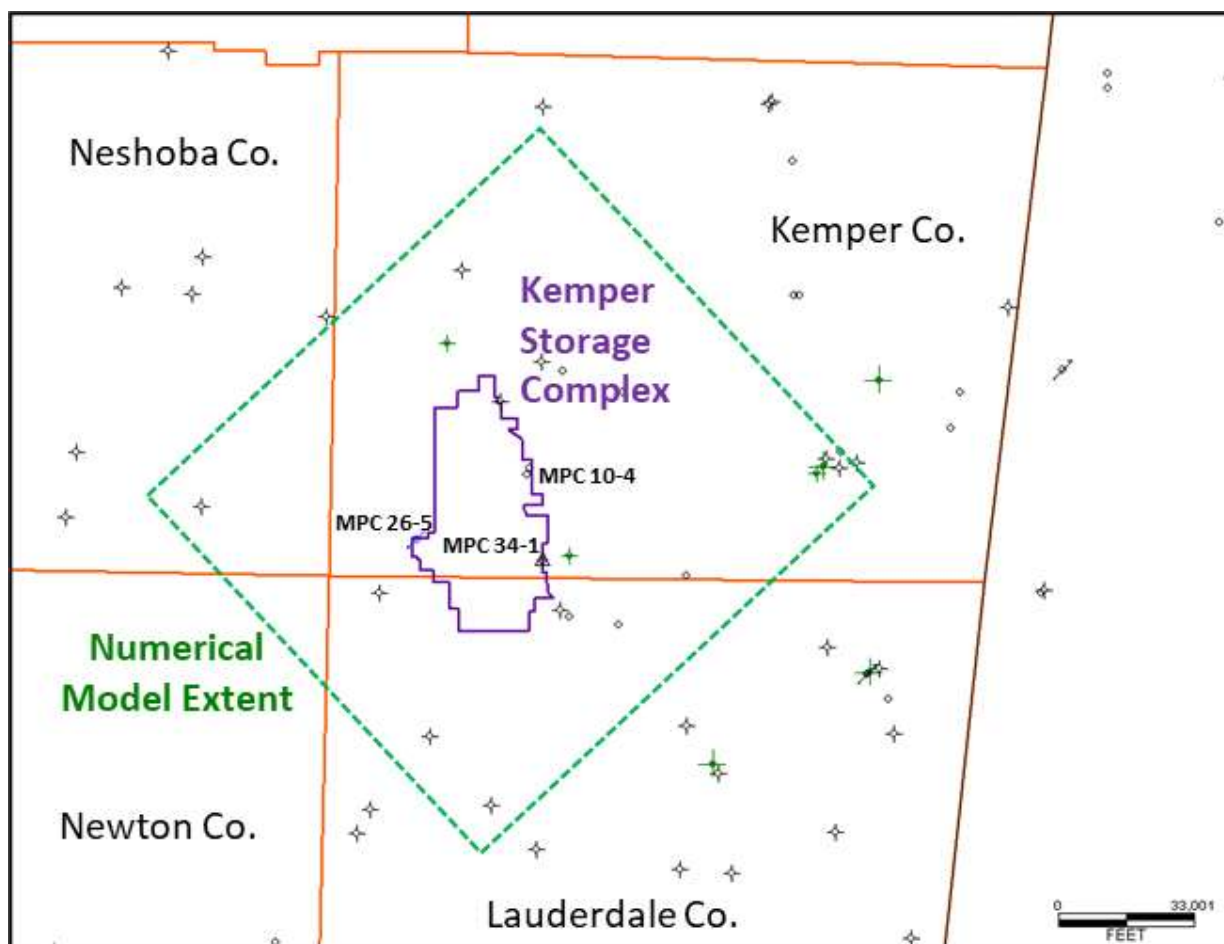 Neshoba Co.
Kemper Co.
Kemper
Storage
Complex
MPC 10-4
MPC 26-5
MPC 34-1
Numerical
Model Extent
Newton Co.
Lauderdale Co.
0 33,001
FEET